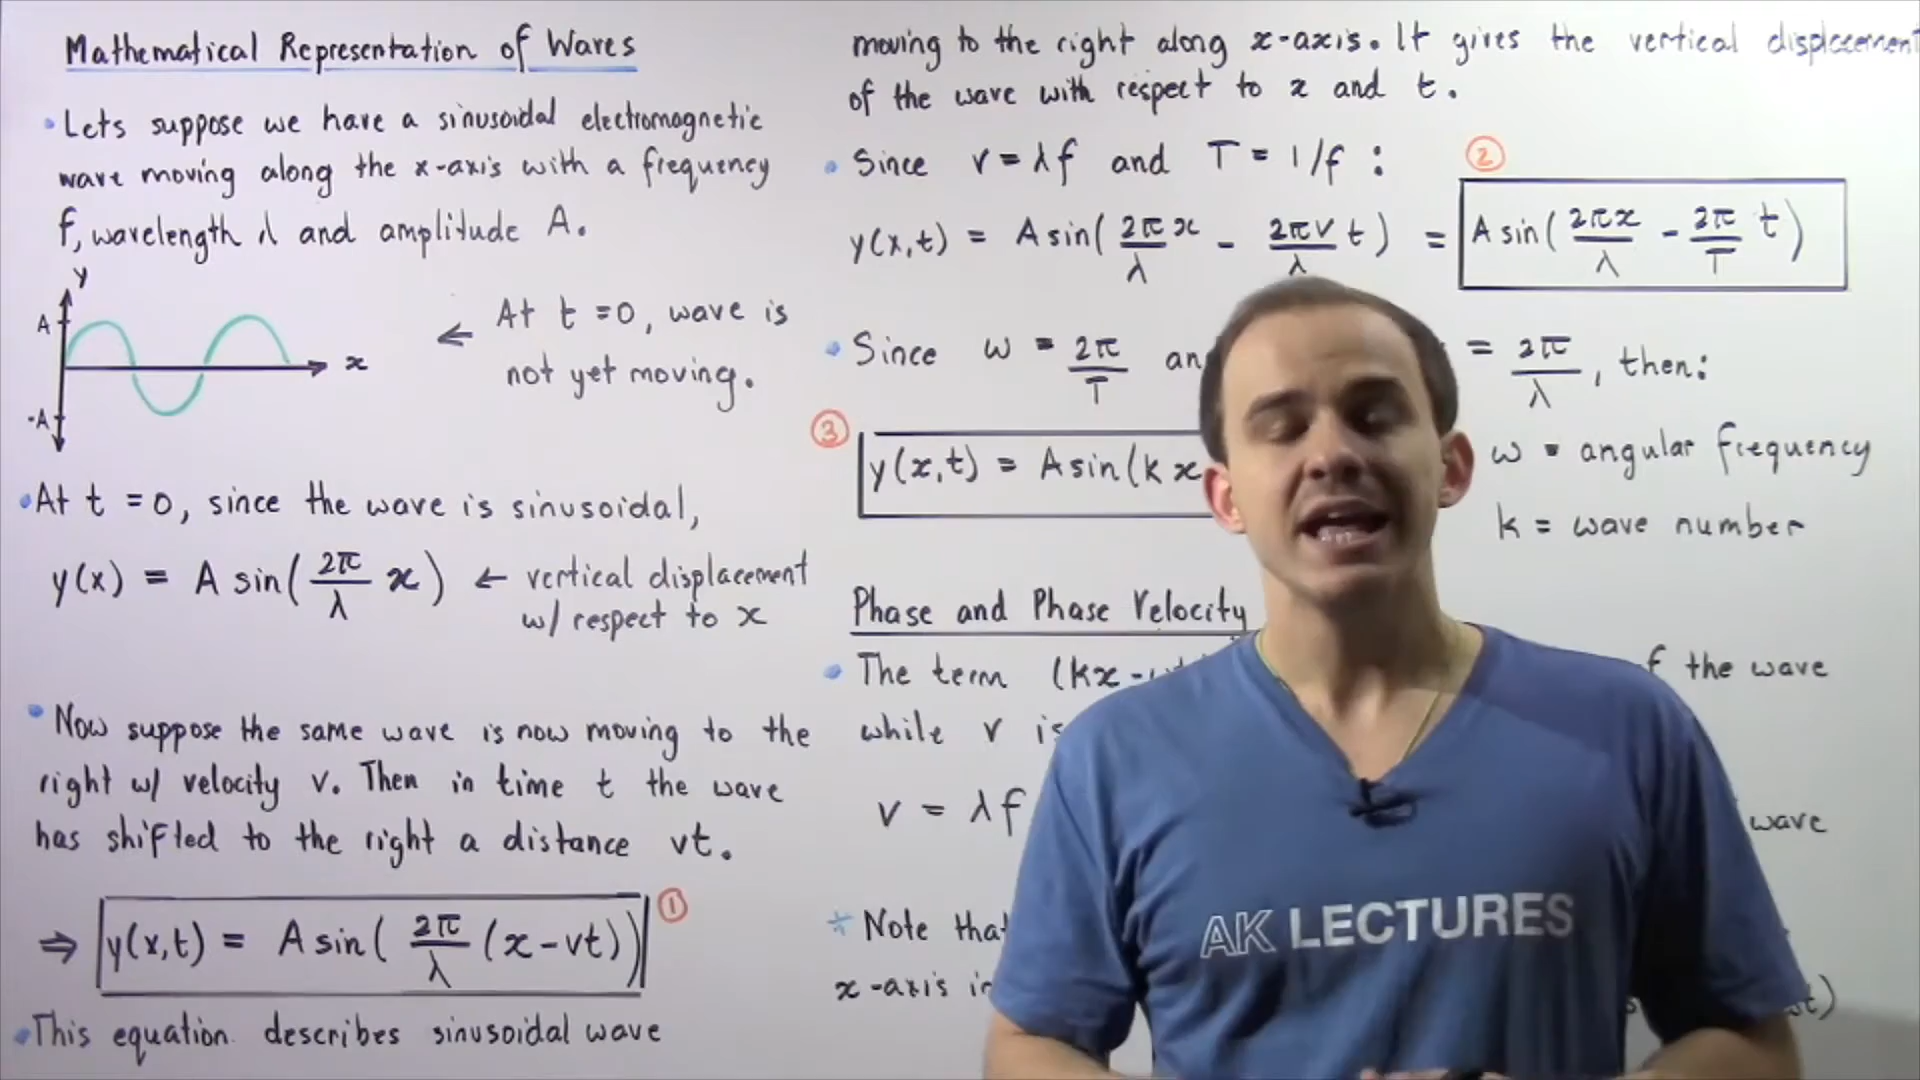 Mathematical Representation of Waves
• Lets suppose we have a sinusoidal electromagnetic
wave moving along the x-axis with a frequency
f, wavelength λ and amplitude A.
y
A
x
-A
← At t = 0, wave is
not yet moving.
• At t = 0, since the wave is sinusoidal,
y(x) = A sin( 2π/λ x ) ← vertical displacement
w/ respect to x
• Now suppose the same wave is now moving to the
right w/ velocity v. Then in time t the wave
has shifted to the right a distance vt.
⇒ y(x,t) = A sin( 2π/λ (x - vt)) ①
• This equation describes sinusoidal wave
moving to the right along x-axis. It gives the vertical displacement
of the wave with respect to x and t.
• Since v = λf and T = 1/f :
②
y(x,t) = A sin( 2πx/λ - 2πv/λ t ) = A sin( 2πx/λ - 2π/T t )
• Since ω = 2π/T = 2π/λ, then:
③
y(x,t) = A sin(k x
ω = angular frequency
k = wave number
Phase and Phase Velocity
• The term (kx - of the wave
while v is
v = λf
wave
* Note that
x-axis
AK LECTURES